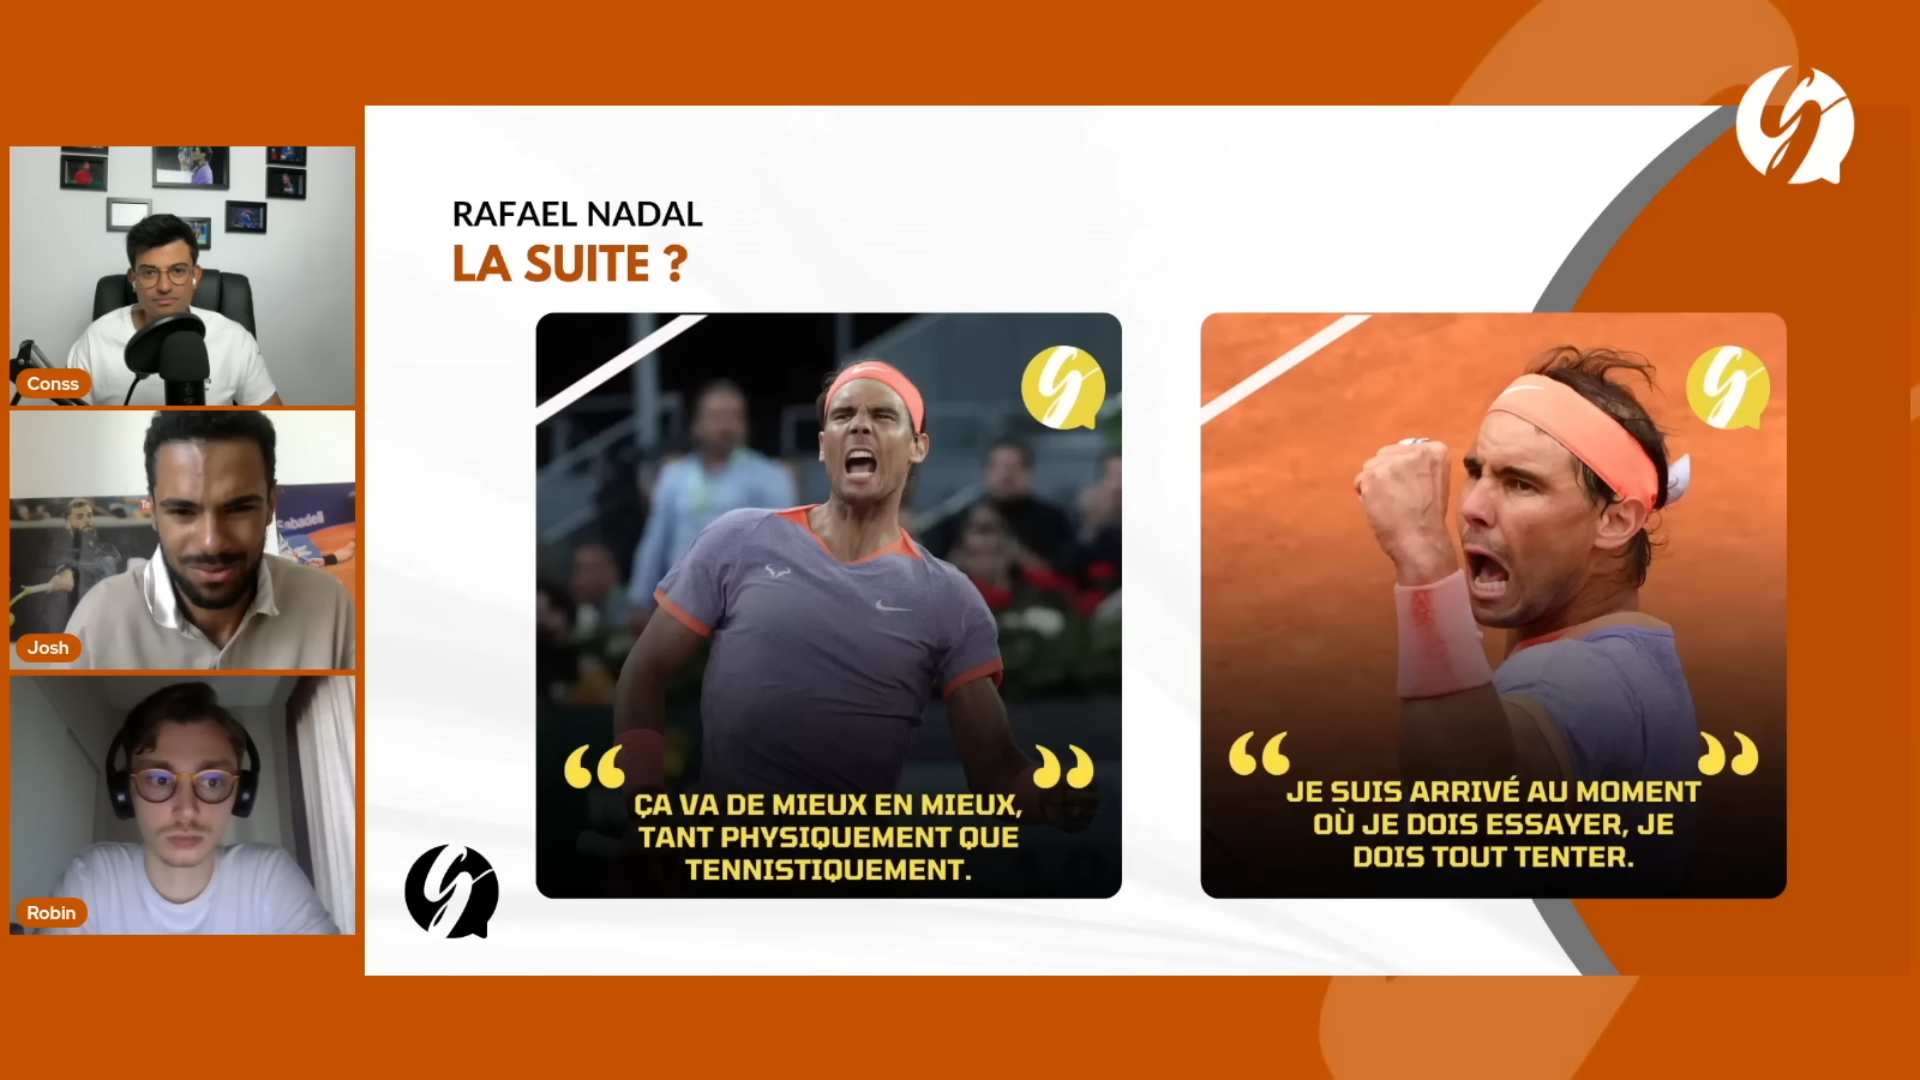 RAFAEL NADAL
LA SUITE ?
Conss
Josh
Robin
Sabadell
ÇA VA DE MIEUX EN MIEUX,
TANT PHYSIQUEMENT QUE
TENNISTIQUEMENT.
JE SUIS ARRIVÉ AU MOMENT
OÙ JE DOIS ESSAYER, JE
DOIS TOUT TENTER.